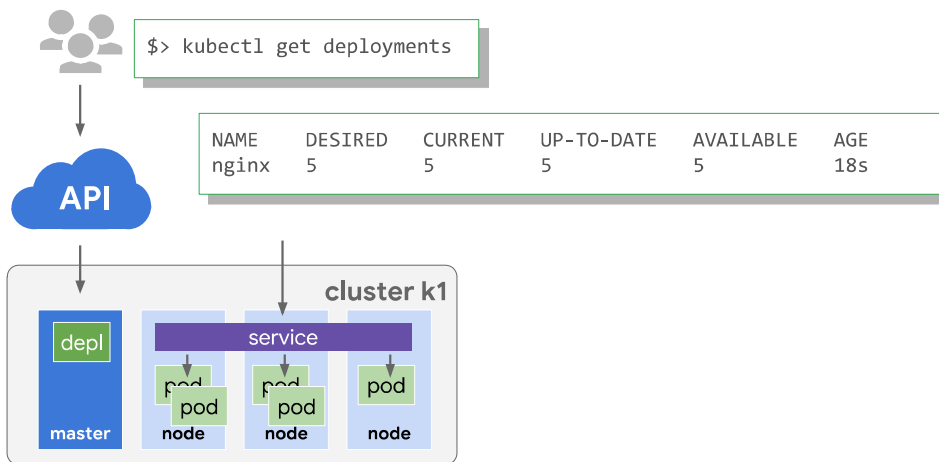 $> kubectl get deployments
NAME DESIRED CURRENT UP-TO-DATE AVAILABLE AGE
nginx 5 5 5 5 18s
API
cluster k1
depl
service
pod
pod
pod
pod
pod
master
node
node
node